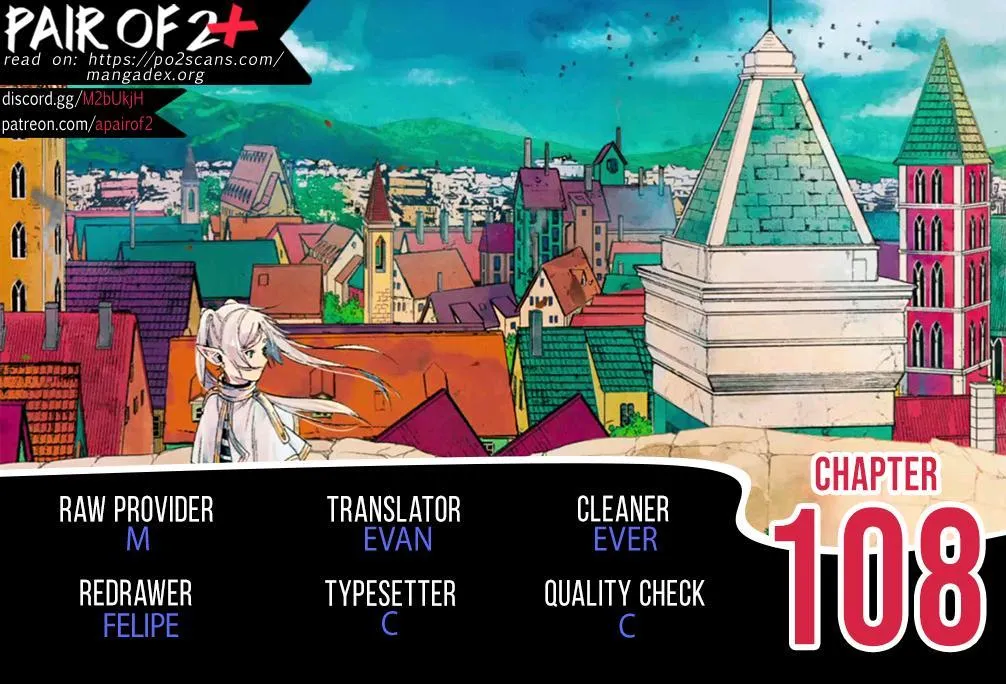 PAIR OF 2+
read on: https://po2scans.com/
mangadex.org
discord.gg/M2bUkjH
patreon.com/apairof2
CHAPTER
108
RAW PROVIDER
M
TRANSLATOR
EVAN
CLEANER
EVER
REDRAWER
FELIPE
TYPESETTER
C
QUALITY CHECK
C